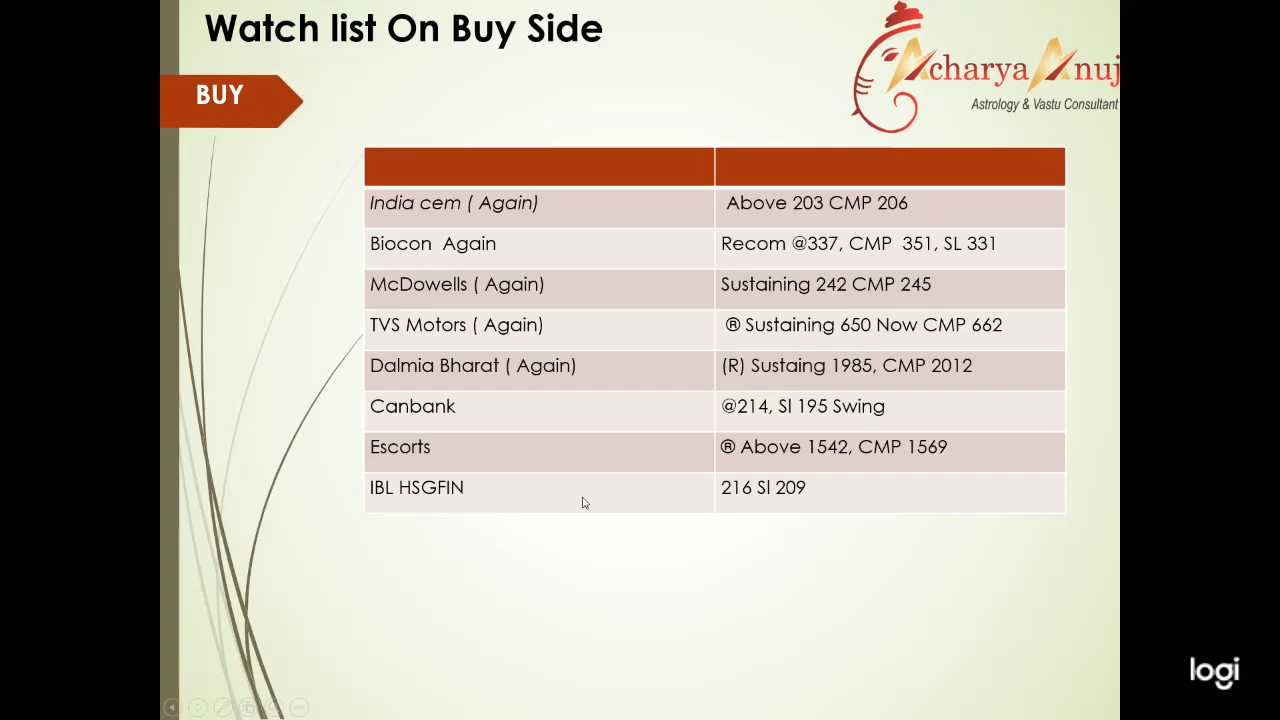 Watch list On Buy Side
BUY
Acharya Anuj
Astrology & Vastu Consultant
India cem ( Again) Above 203 CMP 206
Biocon Again Recom @337, CMP 351, SL 331
McDowells ( Again) Sustaining 242 CMP 245
TVS Motors ( Again) ® Sustaining 650 Now CMP 662
Dalmia Bharat ( Again) (R) Sustaing 1985, CMP 2012
Canbank @214, Sl 195 Swing
Escorts ® Above 1542, CMP 1569
IBL HSGFIN 216 Sl 209
logi